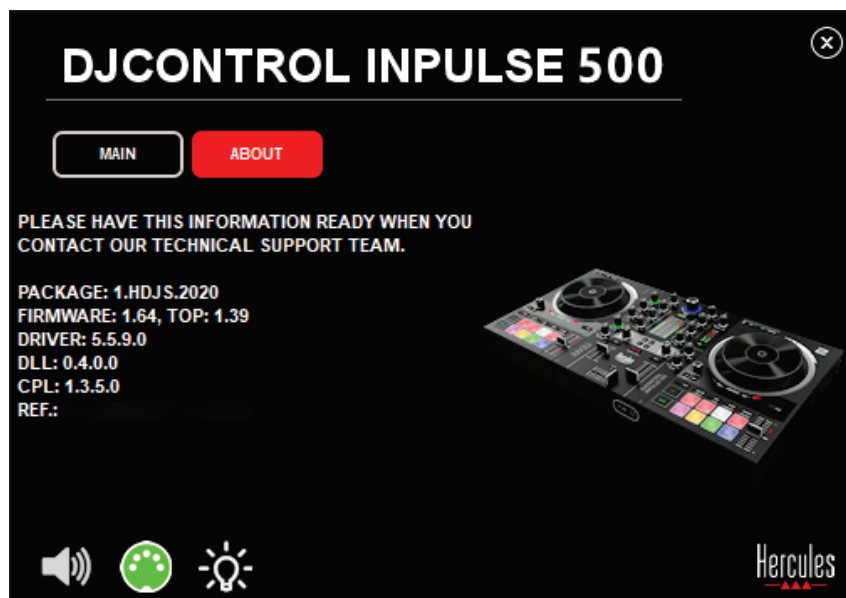 DJCONTROL INPULSE 500
MAIN
ABOUT
PLEASE HAVE THIS INFORMATION READY WHEN YOU
CONTACT OUR TECHNICAL SUPPORT TEAM.
PACKAGE: 1.HDJS.2020
FIRMWARE: 1.64, TOP: 1.39
DRIVER: 5.5.9.0
DLL: 0.4.0.0
CPL: 1.3.5.0
REF.:
Hercules